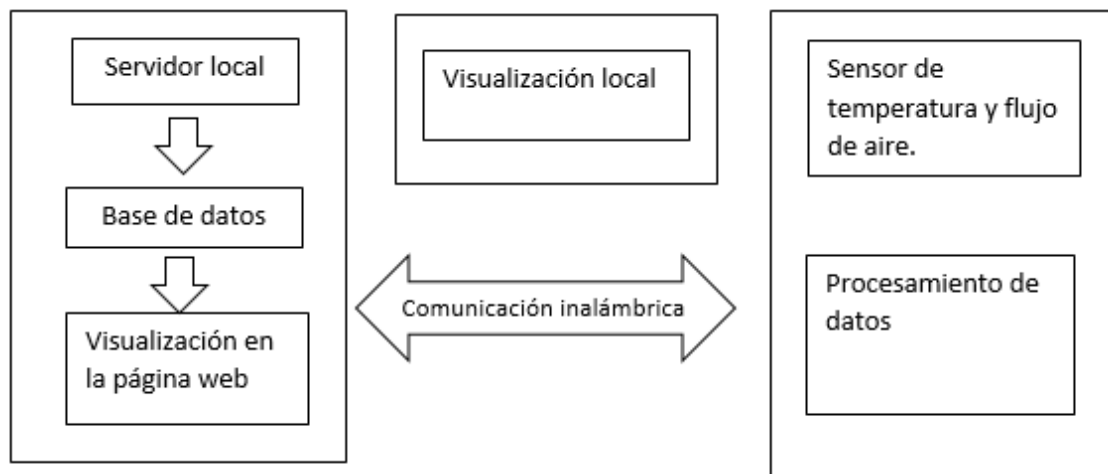 Servidor local
Base de datos
Visualización en
la página web
Visualización local
Comunicación inalámbrica
Sensor de
temperatura y flujo
de aire.
Procesamiento de
datos